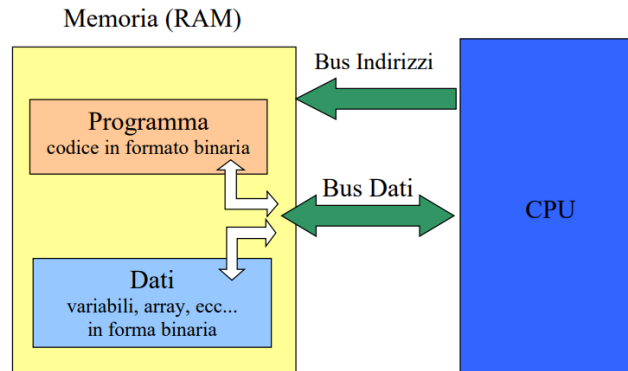 Memoria (RAM)
Bus Indirizzi
Programma
codice in formato binaria
Bus Dati
CPU
Dati
variabili, array, ecc...
in forma binaria